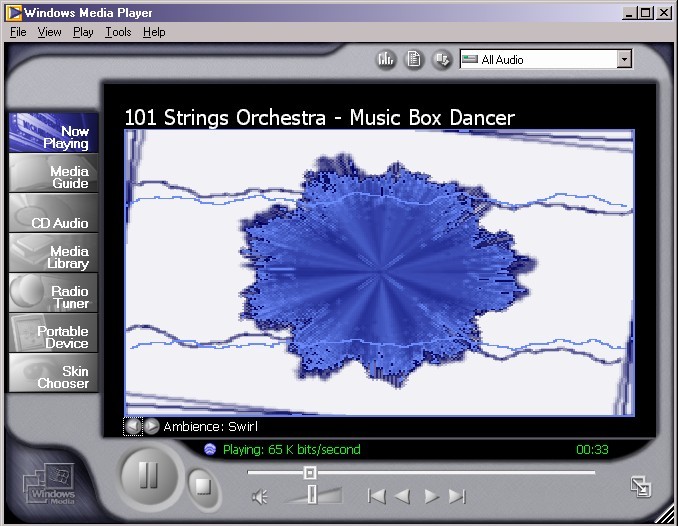 Windows Media Player
File View Play Tools Help
All Audio
101 Strings Orchestra - Music Box Dancer
Now
Playing
Media
Guide
CD Audio
Media
Library
Radio
Tuner
Portable
Device
Skin
Chooser
Ambience: Swirl
Playing: 65 K bits/second 00:33
Windows
Media